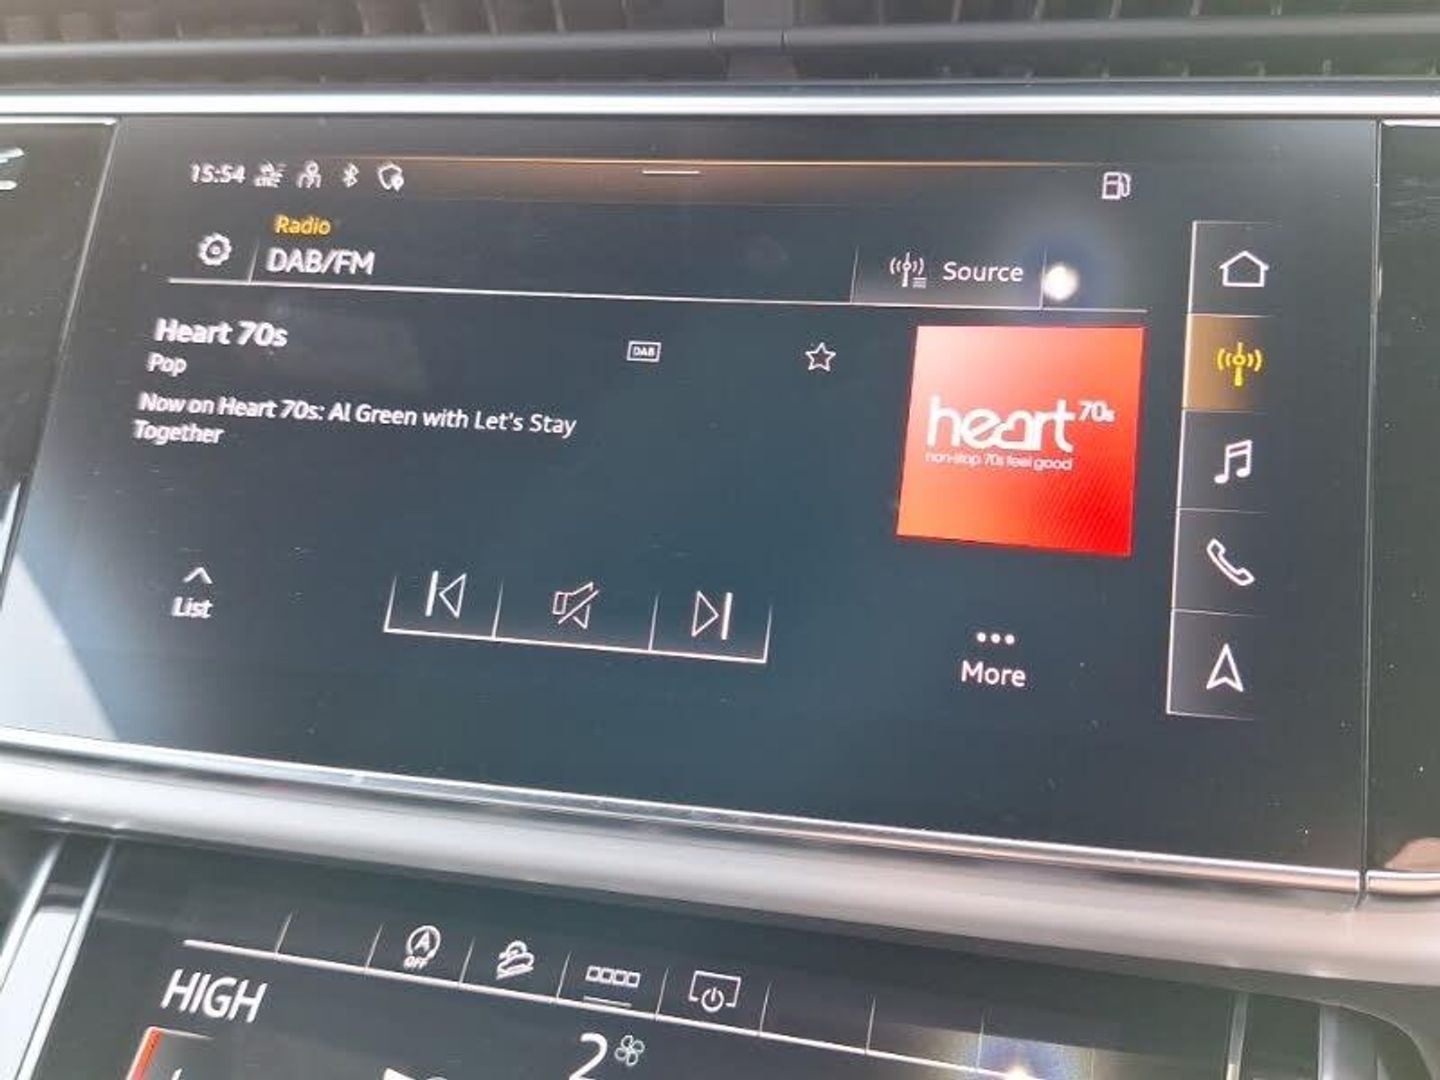 15:54
Radio
DAB/FM
Source
Heart 70s
DAB
Pop
Now on Heart 70s: Al Green with Let's Stay
Together
heart 70s
non-stop 70s feel good
List
More
A
OFF
HIGH
2